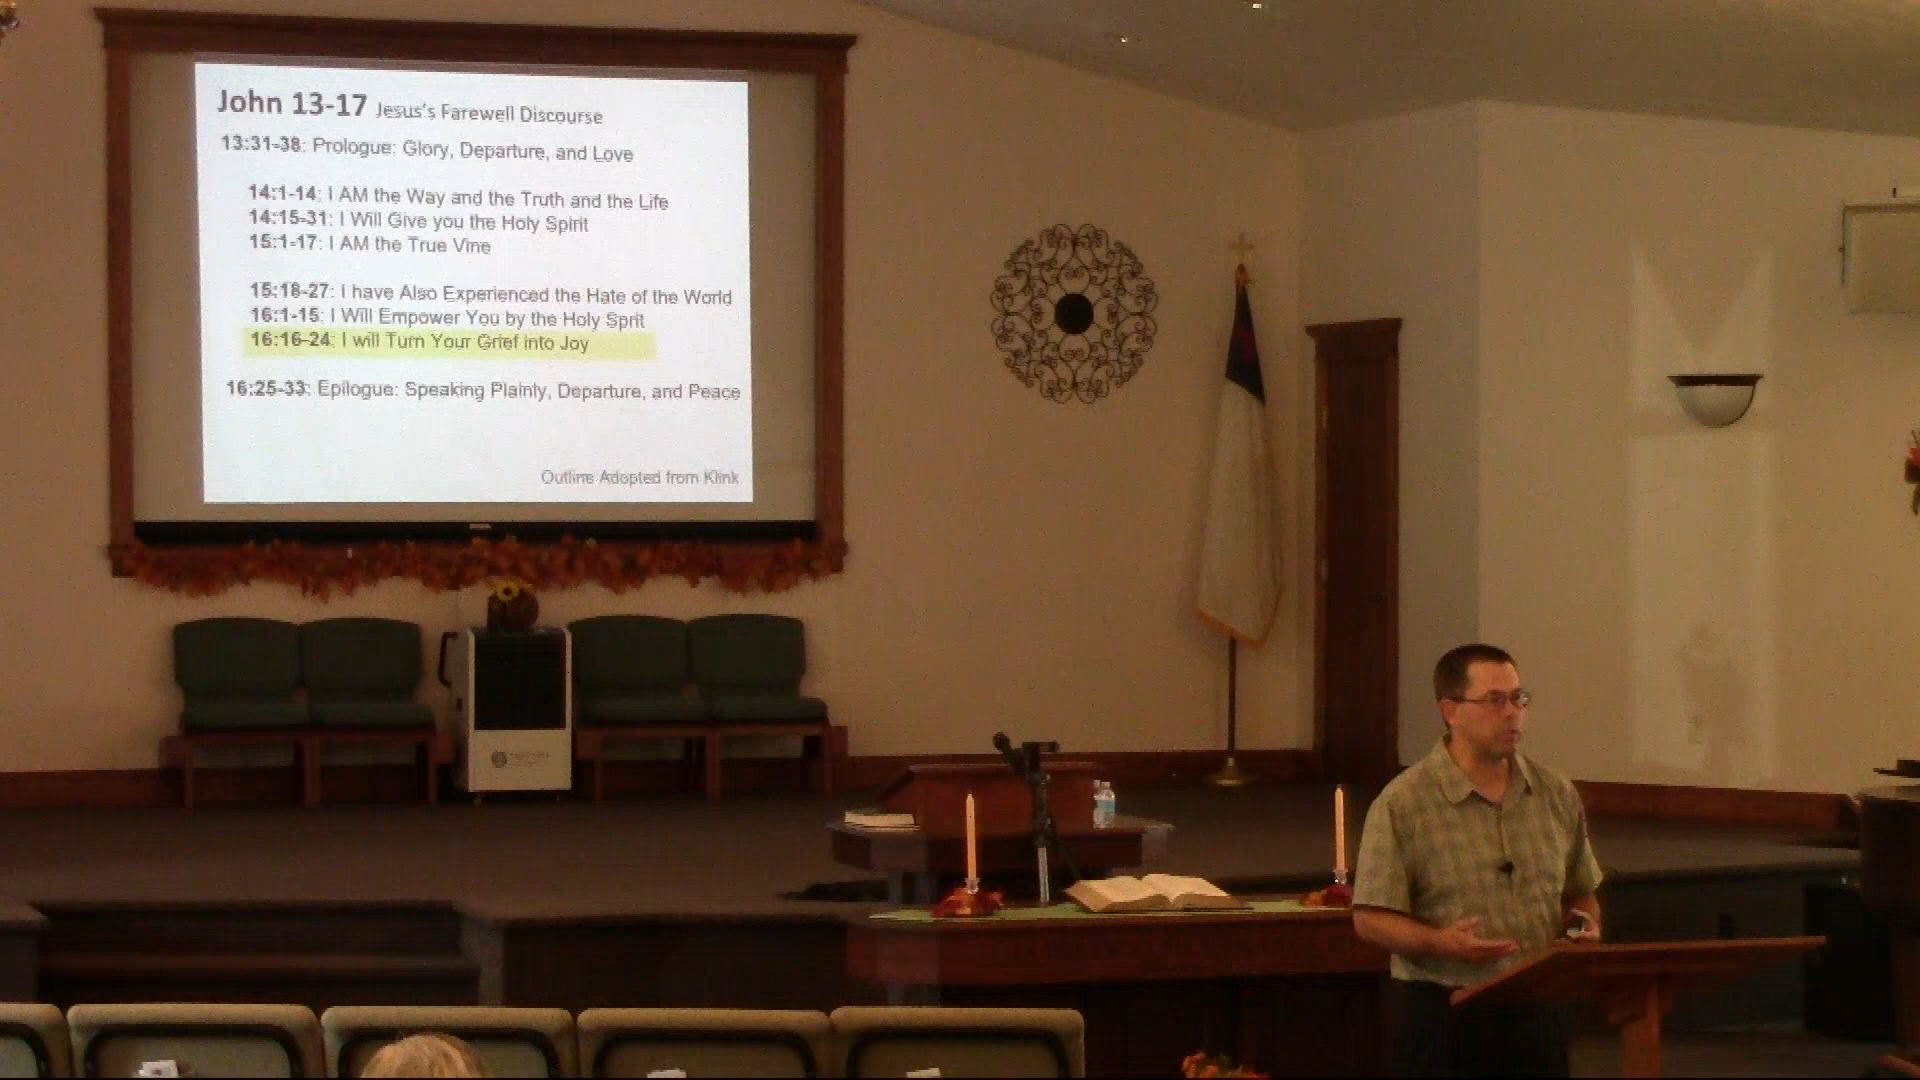 John 13-17 Jesus's Farewell Discourse
13:31-38: Prologue: Glory, Departure, and Love
14:1-14: I AM the Way and the Truth and the Life
14:15-31: I Will Give you the Holy Spirit
15:1-17: I AM the True Vine
15:18-27: I have Also Experienced the Hate of the World
16:1-15: I Will Empower You by the Holy Sprit
16:16-24: I will Turn Your Grief into Joy
16:25-33: Epilogue: Speaking Plainly, Departure, and Peace
Outline Adopted from Klink